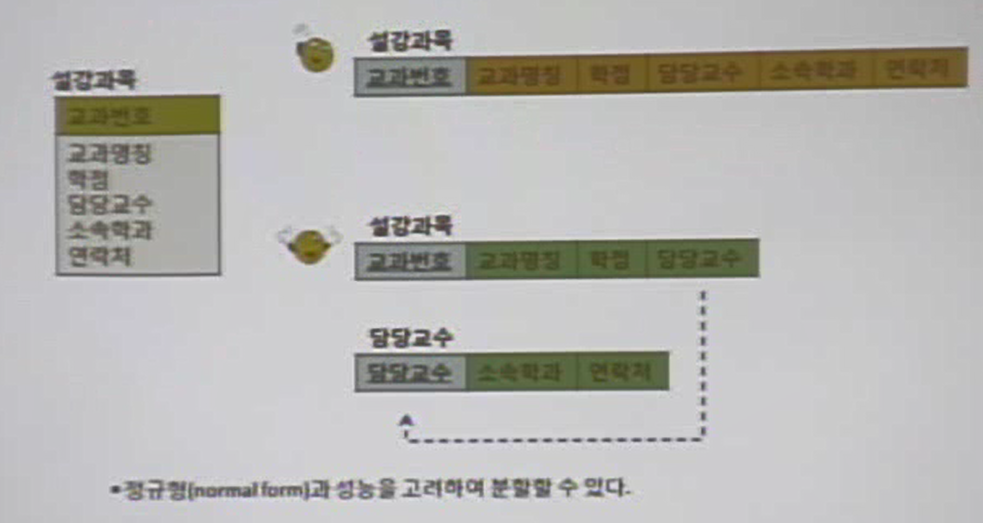 설강과목
교과번호
교과명칭
학점
담당교수
소속학과
연락처
설강과목
교과번호 교과명칭 학점 담당교수 소속학과 연락처
설강과목
교과번호 교과명칭 학점 담당교수
담당교수
담당교수 소속학과 연락처
• 정규형(normal form)과 성능을 고려하여 분할할 수 있다.